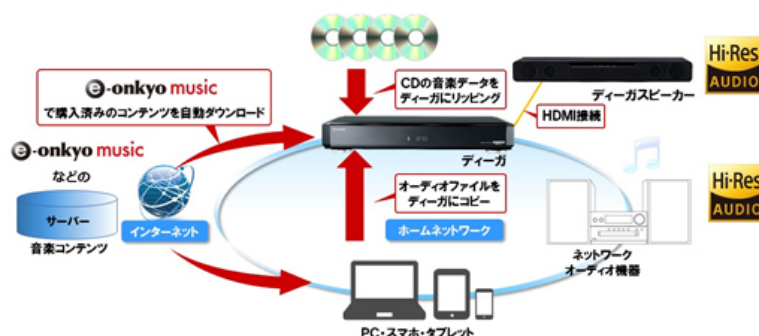 e-onkyo music
で購入済みのコンテンツを自動ダウンロード
CDの音楽データを
ディーガにリッピング
ディーガスピーカー
Hi-Res
AUDIO
HDMI接続
ディーガ
e-onkyo music
などの
サーバー
音楽コンテンツ
インターネット
オーディオファイルを
ディーガにコピー
ホームネットワーク
Hi-Res
AUDIO
ネットワーク
オーディオ機器
PC・スマホ・タブレット